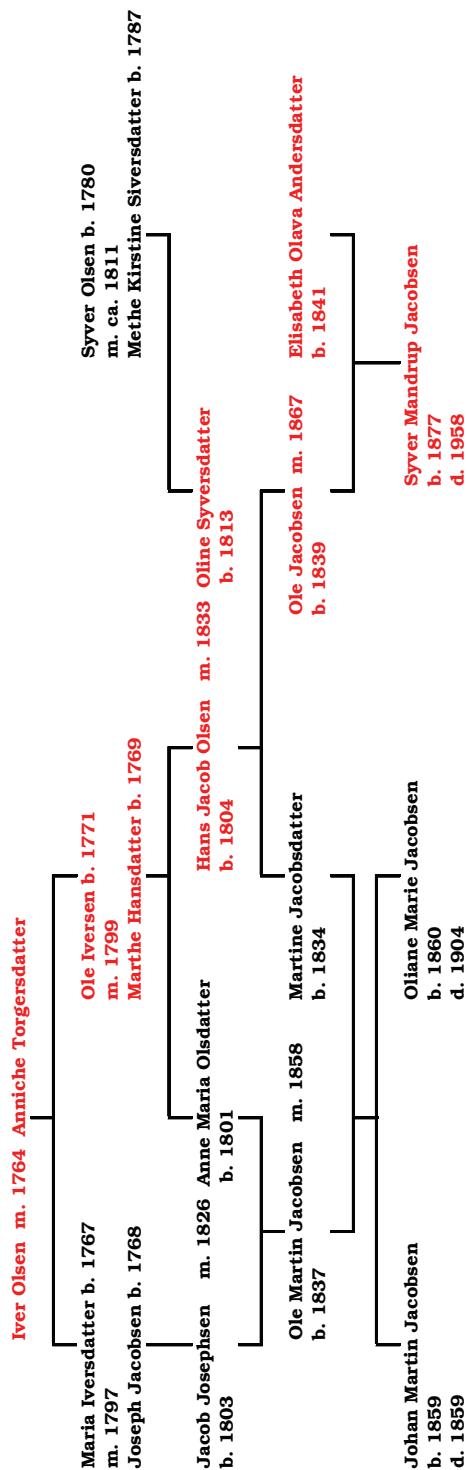 Iver Olsen m. 1764 Anniche Torgersdatter
Maria Iversdatter b. 1767
m. 1797
Joseph Jacobsen b. 1768
Ole Iversen b. 1771
m. 1799
Marthe Hansdatter b. 1769
Syver Olsen b. 1780
m. ca. 1811
Methe Kirstine Siversdatter b. 1787
Jacob Josephsen m. 1826 Anne Maria Olsdatter
b. 1803
b. 1801
Hans Jacob Olsen m. 1833 Oline Syversdatter
b. 1804
b. 1813
Ole Martin Jacobsen m. 1858
b. 1837
Martine Jacobsdatter
b. 1834
Ole Jacobsen m. 1867 Elisabeth Olava Andersdatter
b. 1839
b. 1841
Johan Martin Jacobsen
b. 1859
d. 1859
Oliane Marie Jacobsen
b. 1860
d. 1904
Syver Mandrup Jacobsen
b. 1877
d. 1958